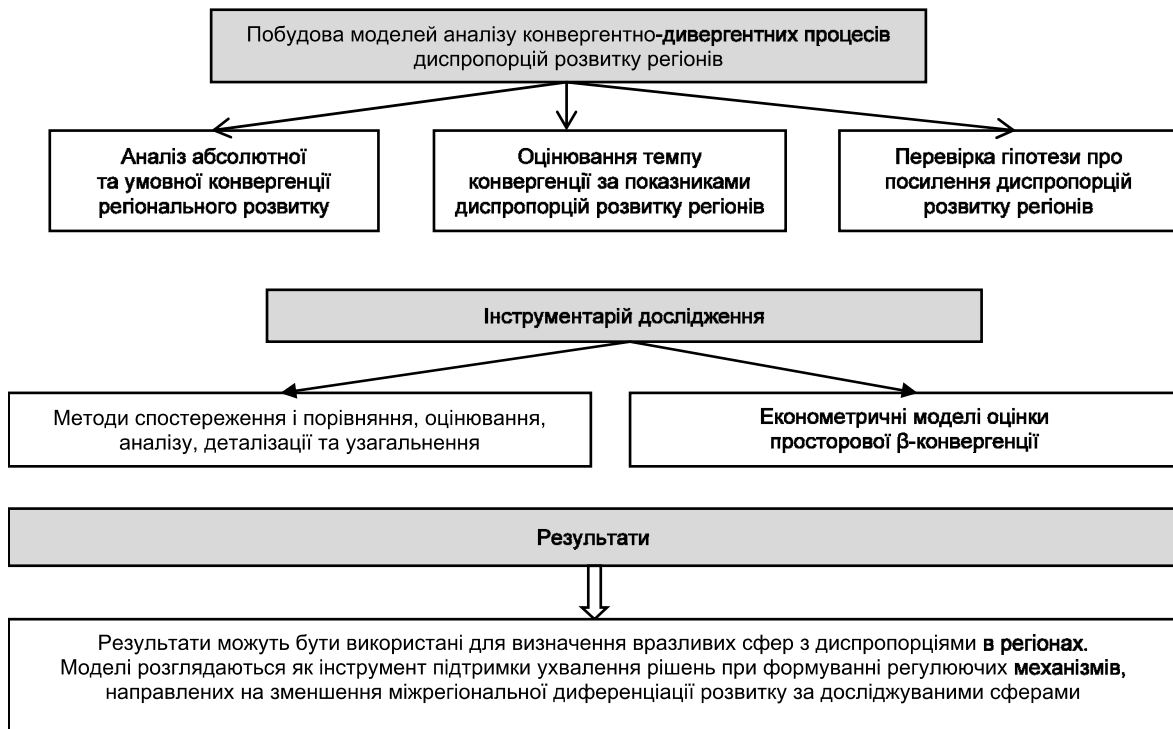 Побудова моделей аналізу конвергентно-дивергентних процесів
диспропорцій розвитку регіонів
Аналіз абсолютної
та умовної конвергенції
регіонального розвитку
Оцінювання темпу
конвергенції за показниками
диспропорцій розвитку регіонів
Перевірка гіпотези про
посилення диспропорцій
розвитку регіонів
Інструментарій дослідження
Методи спостереження і порівняння, оцінювання,
аналізу, деталізації та узагальнення
Економетричні моделі оцінки
просторової β-конвергенції
Результати
Результати можуть бути використані для визначення вразливих сфер з диспропорціями в регіонах.
Моделі розглядаються як інструмент підтримки ухвалення рішень при формуванні регулюючих механізмів,
направлених на зменшення міжрегіональної диференціації розвитку за досліджуваними сферами